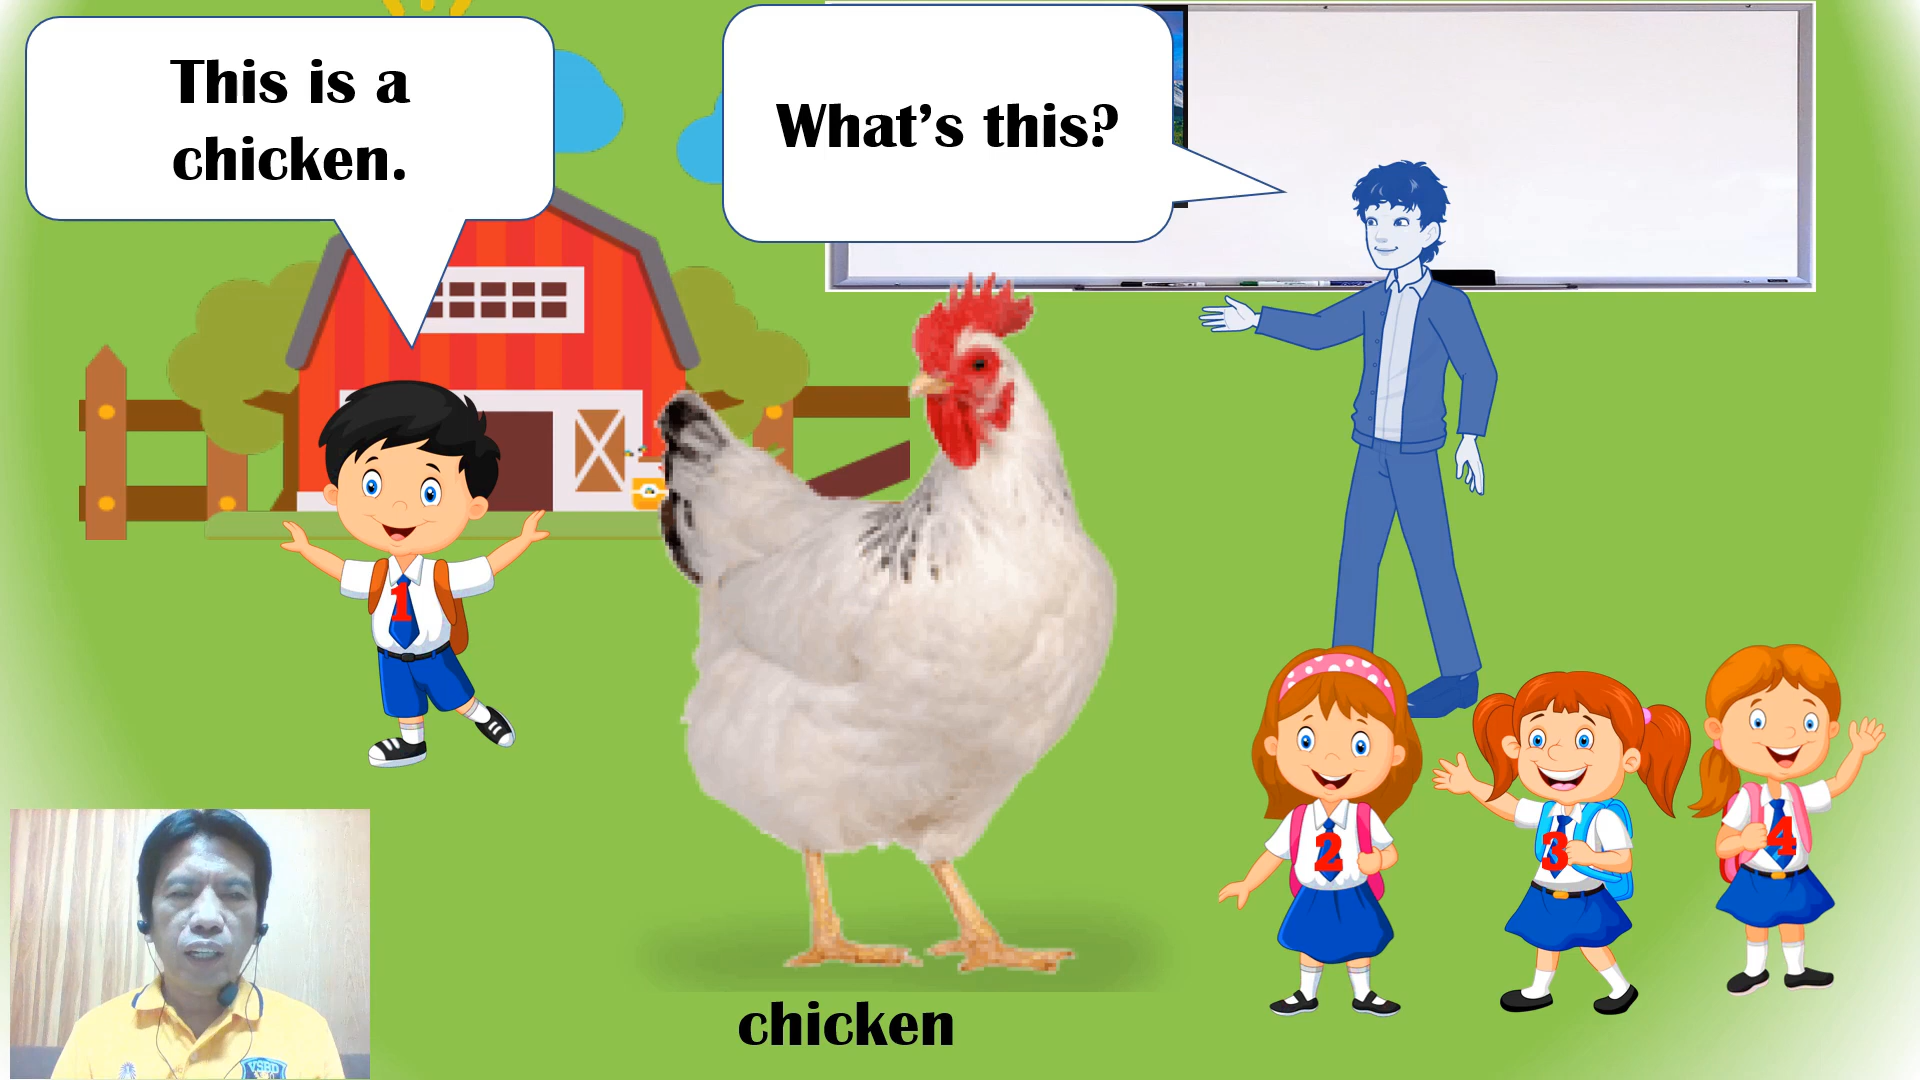 This is a
chicken.
What's this?
1
2
3
4
chicken